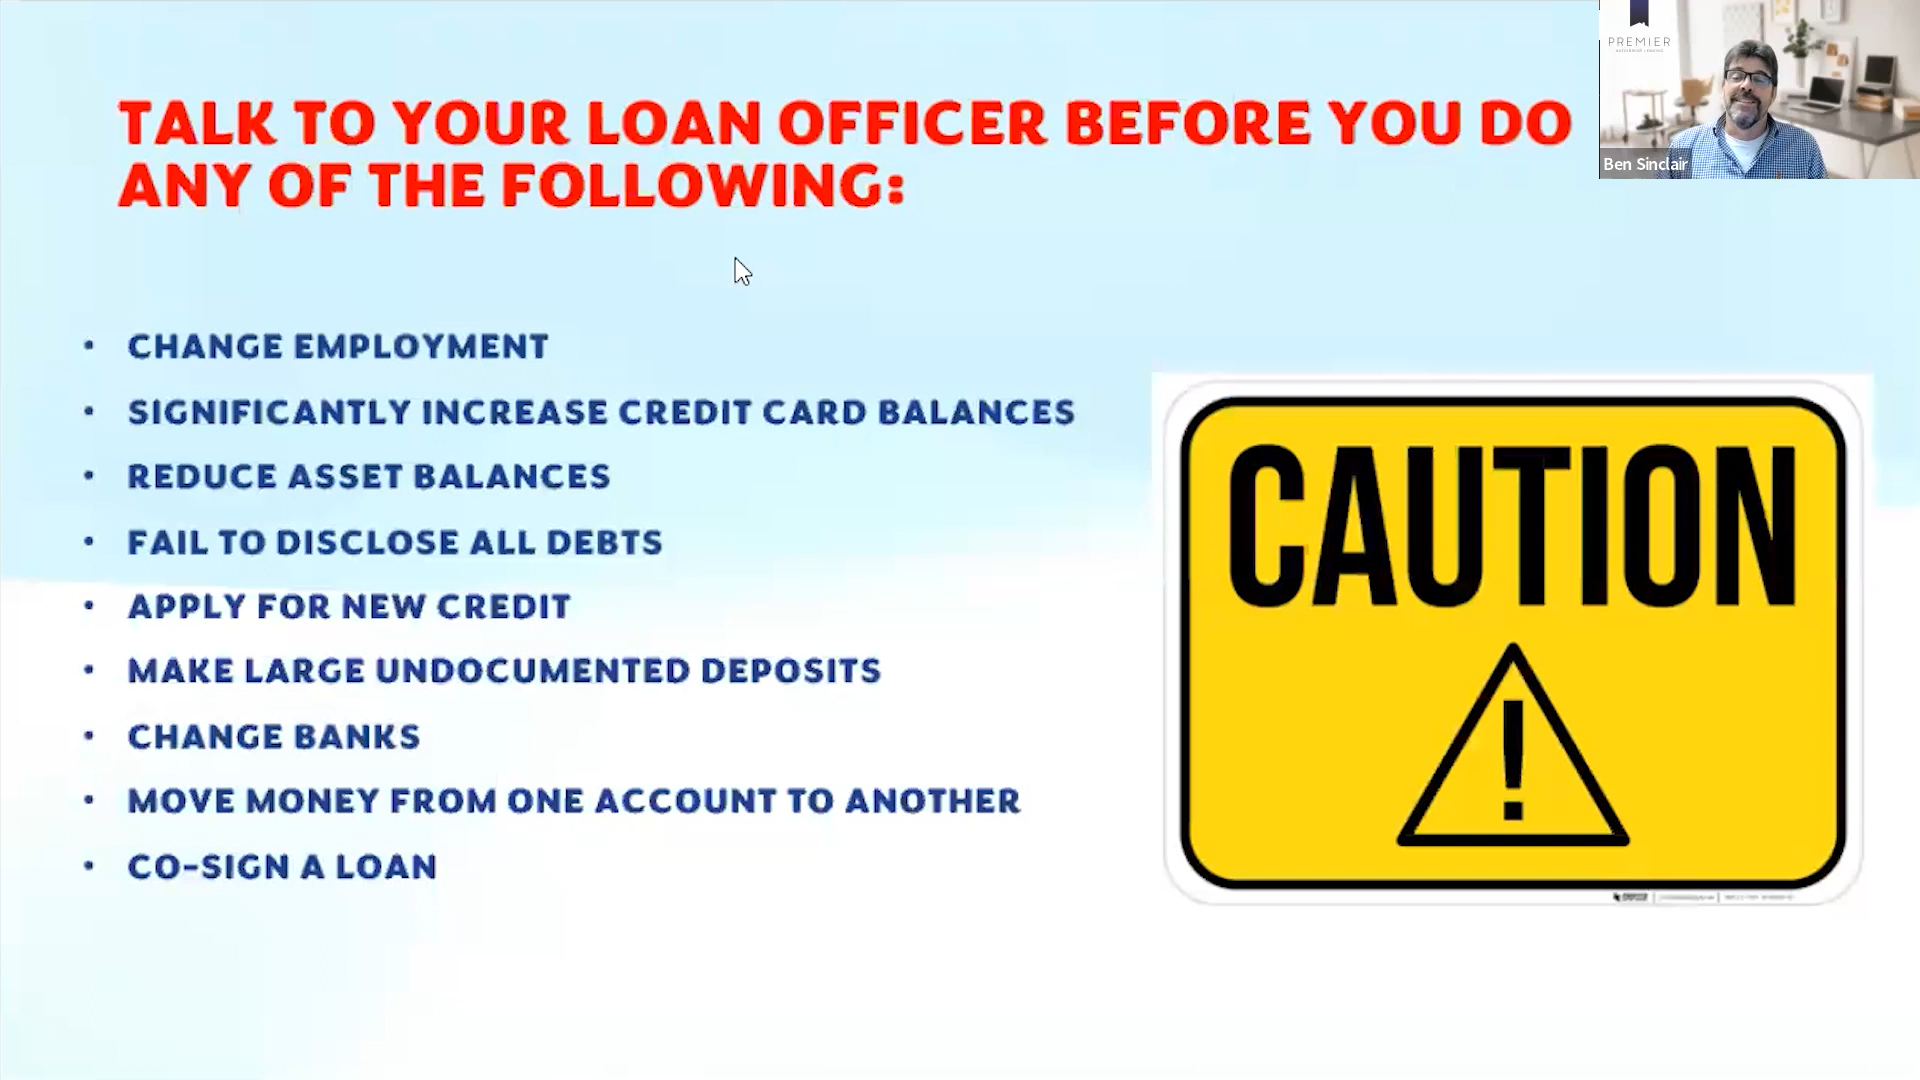 TALK TO YOUR LOAN OFFICER BEFORE YOU DO
ANY OF THE FOLLOWING:
• CHANGE EMPLOYMENT
• SIGNIFICANTLY INCREASE CREDIT CARD BALANCES
• REDUCE ASSET BALANCES
• FAIL TO DISCLOSE ALL DEBTS
• APPLY FOR NEW CREDIT
• MAKE LARGE UNDOCUMENTED DEPOSITS
• CHANGE BANKS
• MOVE MONEY FROM ONE ACCOUNT TO ANOTHER
• CO-SIGN A LOAN
CAUTION
!
PREMIER
Ben Sinclair